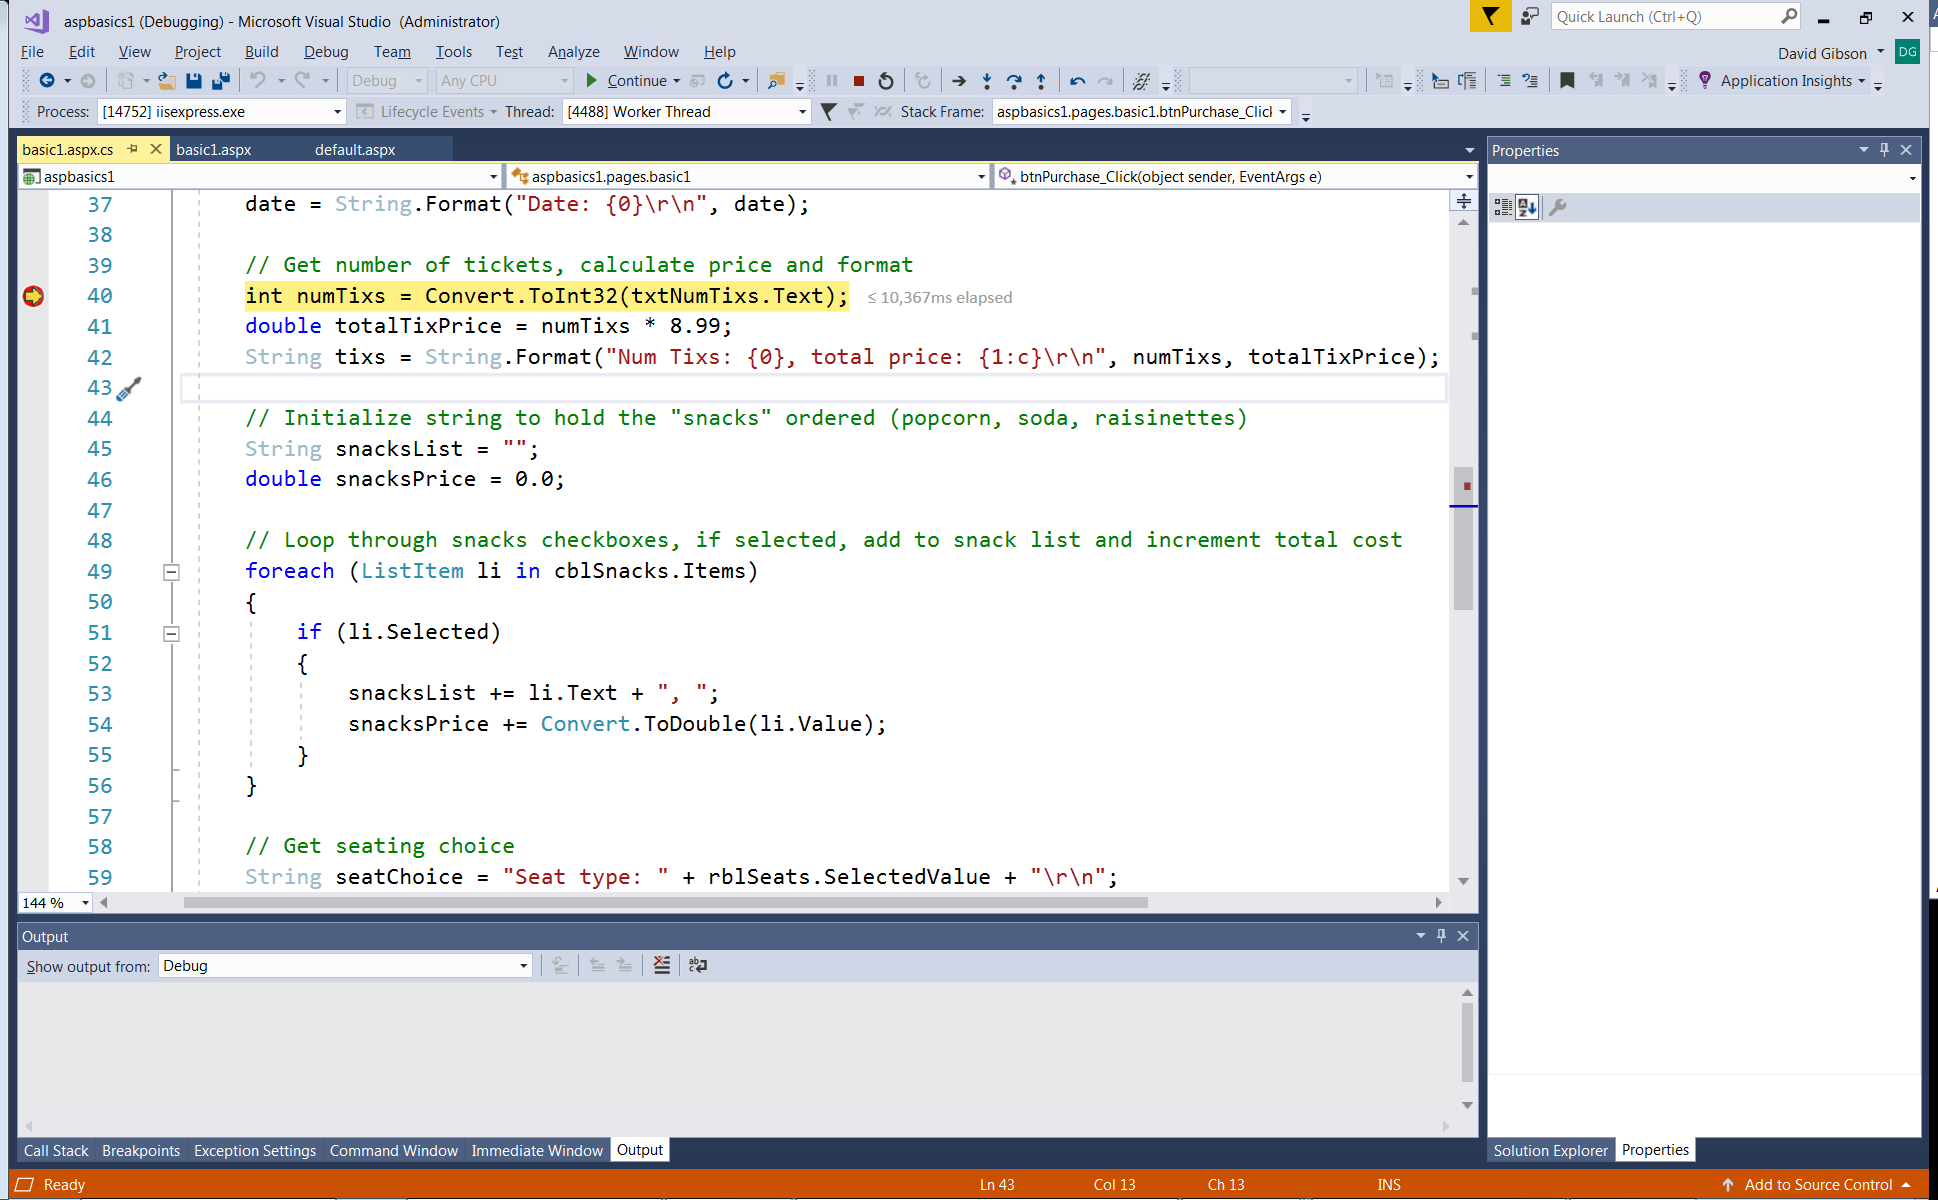 aspbasics1 (Debugging) - Microsoft Visual Studio (Administrator)
Quick Launch (Ctrl+Q)
File Edit View Project Build Debug Team Tools Test Analyze Window Help
David Gibson DG
Debug Any CPU Continue Application Insights
Process: [14752] iisexpress.exe Lifecycle Events Thread: [4488] Worker Thread Stack Frame: aspbasics1.pages.basic1.btnPurchase_Click
basic1.aspx.cs basic1.aspx default.aspx
aspbasics1 aspbasics1.pages.basic1 btnPurchase_Click(object sender, EventArgs e)
37 date = String.Format("Date: {0}\r\n", date);
38
39 // Get number of tickets, calculate price and format
40 int numTixs = Convert.ToInt32(txtNumTixs.Text); ≤ 10,367ms elapsed
41 double totalTixPrice = numTixs * 8.99;
42 String tixs = String.Format("Num Tixs: {0}, total price: {1:c}\r\n", numTixs, totalTixPrice);
43
44 // Initialize string to hold the "snacks" ordered (popcorn, soda, raisinettes)
45 String snacksList = "";
46 double snacksPrice = 0.0;
47
48 // Loop through snacks checkboxes, if selected, add to snack list and increment total cost
49 foreach (ListItem li in cblSnacks.Items)
50 {
51 if (li.Selected)
52 {
53 snacksList += li.Text + ", ";
54 snacksPrice += Convert.ToDouble(li.Value);
55 }
56 }
57
58 // Get seating choice
59 String seatChoice = "Seat type: " + rblSeats.SelectedValue + "\r\n";
144 %
Properties
Output
Show output from: Debug
Call Stack Breakpoints Exception Settings Command Window Immediate Window Output
Solution Explorer Properties
Ready Ln 43 Col 13 Ch 13 INS Add to Source Control